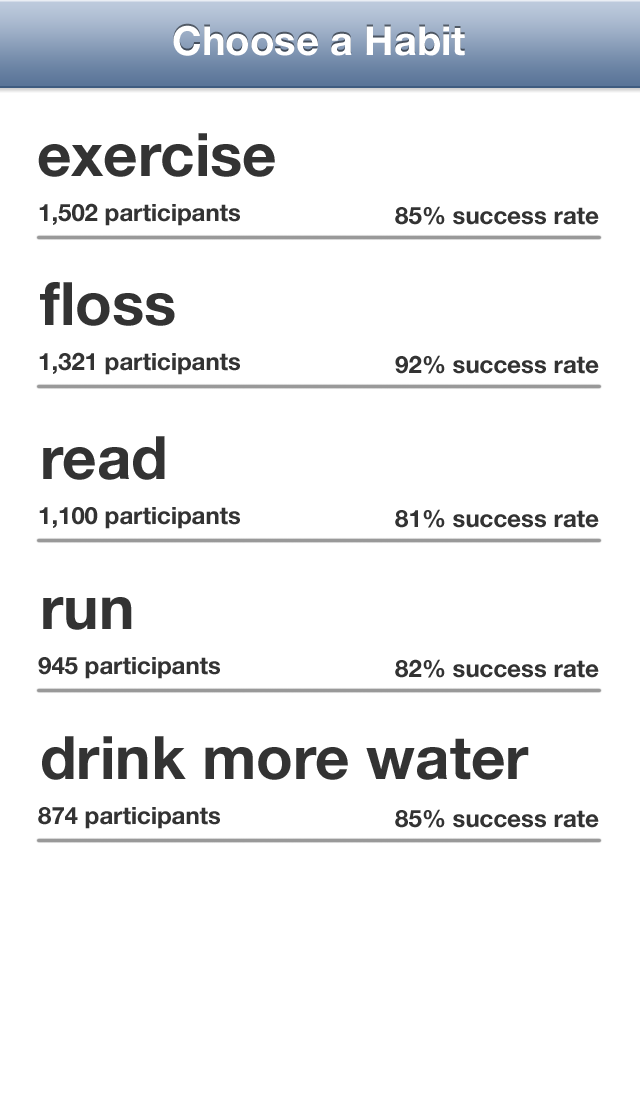 Choose a Habit
exercise
1,502 participants 85% success rate
floss
1,321 participants 92% success rate
read
1,100 participants 81% success rate
run
945 participants 82% success rate
drink more water
874 participants 85% success rate